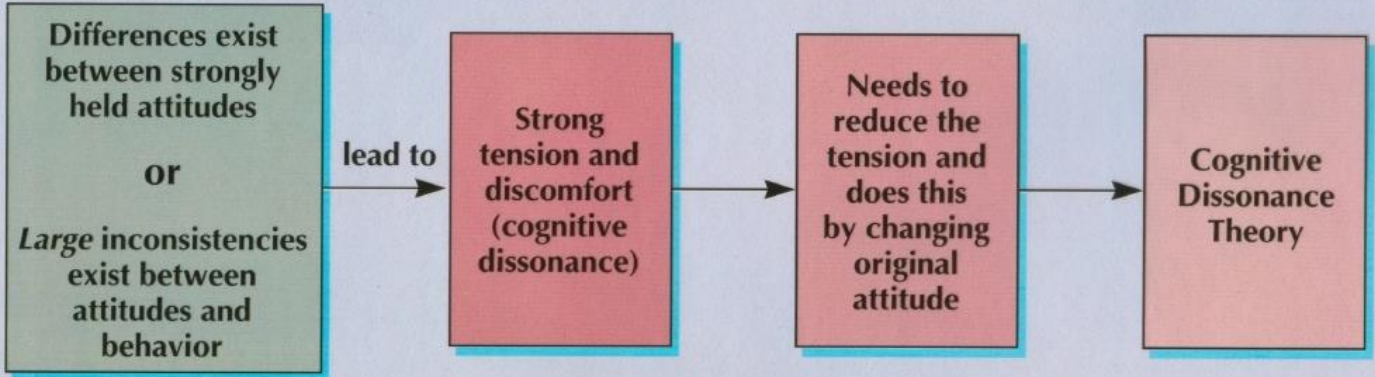 Differences exist
between strongly
held attitudes
or
Large inconsistencies
exist between
attitudes and
behavior
lead to
Strong
tension and
discomfort
(cognitive
dissonance)
Needs to
reduce the
tension and
does this
by changing
original
attitude
Cognitive
Dissonance
Theory